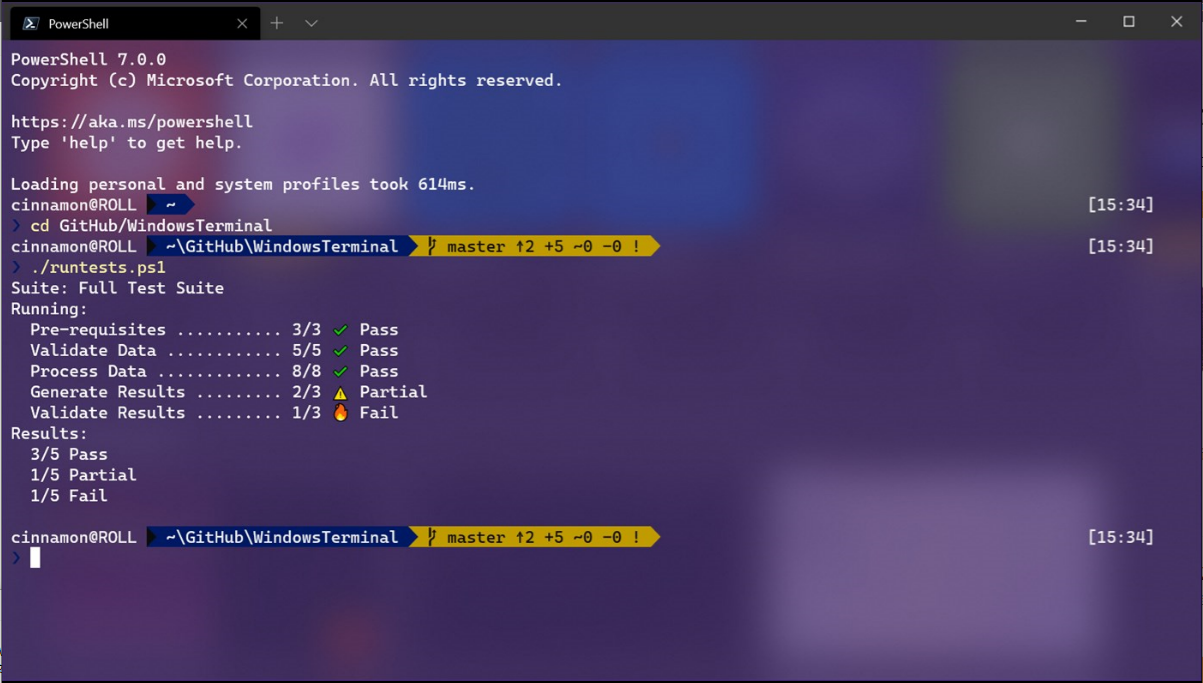 PowerShell
PowerShell 7.0.0
Copyright (c) Microsoft Corporation. All rights reserved.
https://aka.ms/powershell
Type 'help' to get help.
Loading personal and system profiles took 614ms.
cinnamon@ROLL ~ [15:34]
❯ cd GitHub/WindowsTerminal
cinnamon@ROLL ~\GitHub\WindowsTerminal master ↑2 +5 ~0 -0 ! [15:34]
❯ ./runtests.ps1
Suite: Full Test Suite
Running:
Pre-requisites ........... 3/3 ✔ Pass
Validate Data ............ 5/5 ✔ Pass
Process Data ............. 8/8 ✔ Pass
Generate Results ......... 2/3 ⚠ Partial
Validate Results ......... 1/3 🔥 Fail
Results:
3/5 Pass
1/5 Partial
1/5 Fail
cinnamon@ROLL ~\GitHub\WindowsTerminal master ↑2 +5 ~0 -0 ! [15:34]
❯